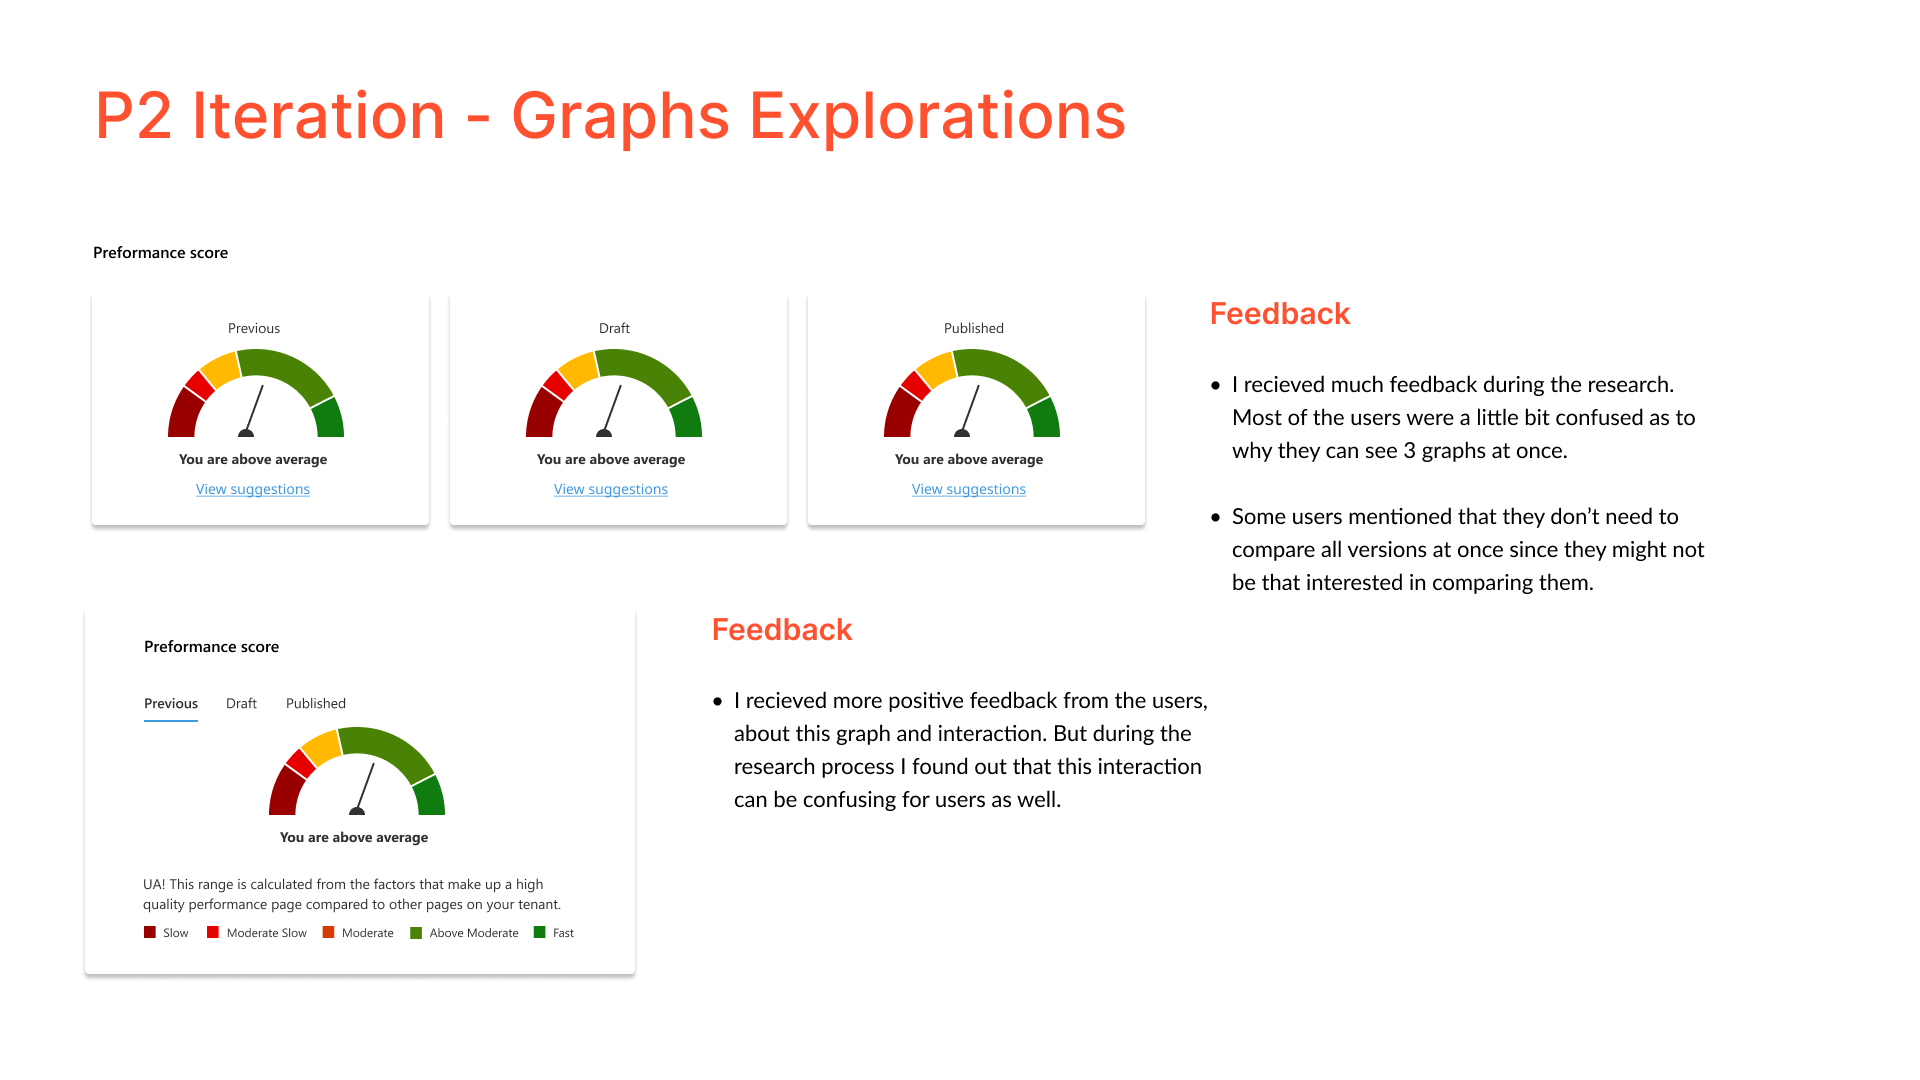 P2 Iteration - Graphs Explorations
Preformance score
Previous
You are above average
View suggestions
Draft
You are above average
View suggestions
Published
You are above average
View suggestions
Feedback
• I recieved much feedback during the research.
Most of the users were a little bit confused as to
why they can see 3 graphs at once.
• Some users mentioned that they don’t need to
compare all versions at once since they might not
be that interested in comparing them.
Preformance score
Previous Draft Published
You are above average
UA! This range is calculated from the factors that make up a high
quality performance page compared to other pages on your tenant.
Slow Moderate Slow Moderate Above Moderate Fast
Feedback
• I recieved more positive feedback from the users,
about this graph and interaction. But during the
research process I found out that this interaction
can be confusing for users as well.